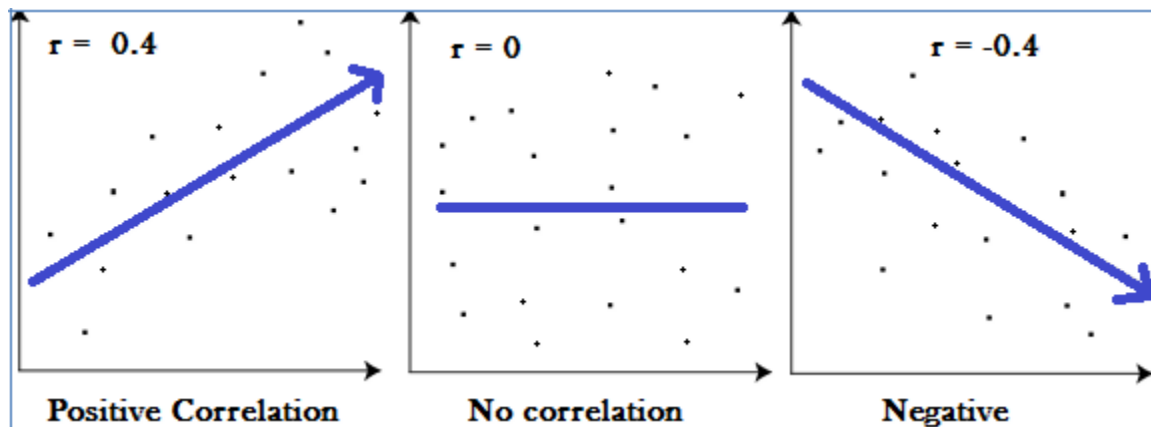 r = 0.4
r = 0
r = -0.4
Positive Correlation
No correlation
Negative